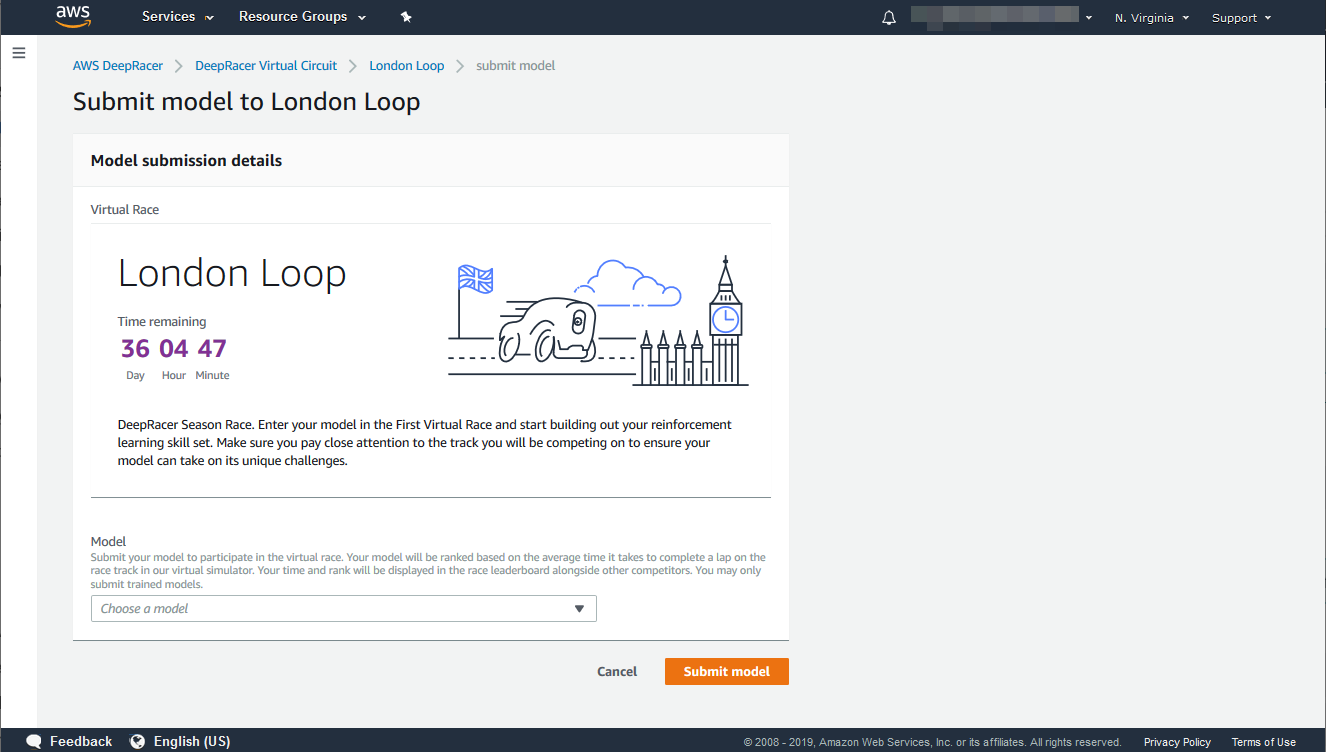 aws Services Resource Groups N. Virginia Support
AWS DeepRacer DeepRacer Virtual Circuit London Loop submit model
Submit model to London Loop
Model submission details
Virtual Race
London Loop
Time remaining
36 04 47
Day Hour Minute
DeepRacer Season Race. Enter your model in the First Virtual Race and start building out your reinforcement
learning skill set. Make sure you pay close attention to the track you will be competing on to ensure your
model can take on its unique challenges.
Model
Submit your model to participate in the virtual race. Your model will be ranked based on the average time it takes to complete a lap on the
race track in our virtual simulator. Your time and rank will be displayed in the race leaderboard alongside other competitors. You may only
submit trained models.
Choose a model
Cancel Submit model
Feedback English (US) © 2008 - 2019, Amazon Web Services, Inc. or its affiliates. All rights reserved. Privacy Policy Terms of Use